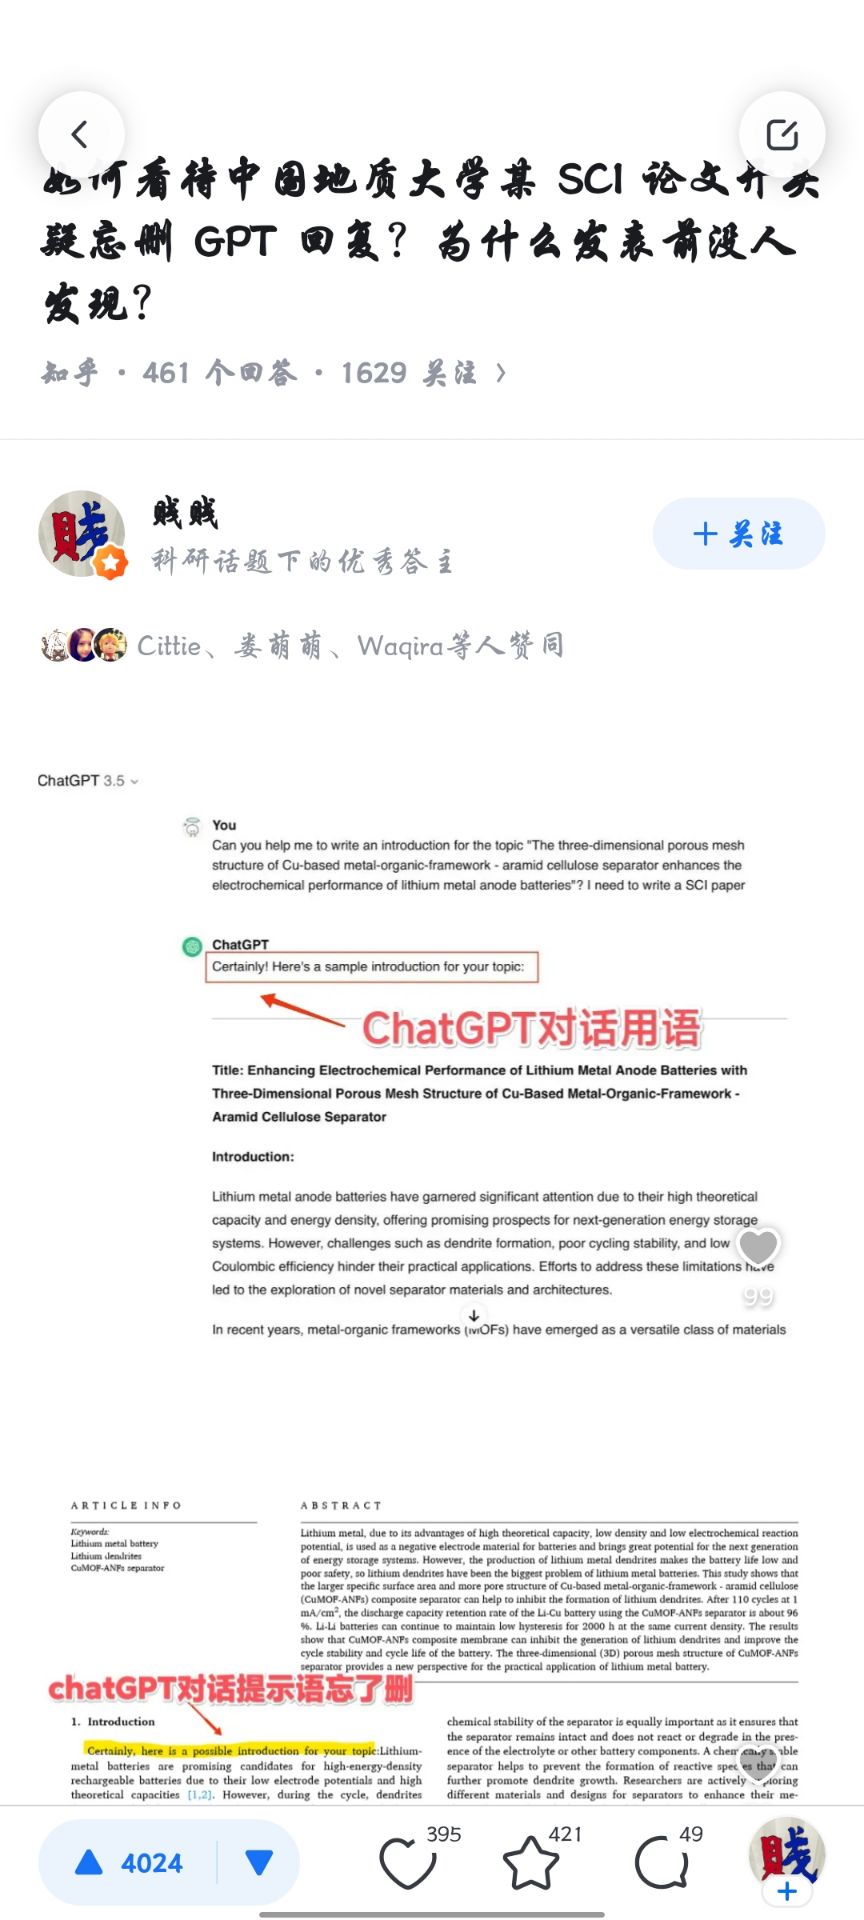 如何看待中国地质大学某 SCI 论文开头
疑忘删 GPT 回复？为什么发表前没人
发现？
知乎 · 461 个回答 · 1629 关注 >
贱贱
科研话题下的优秀答主
+ 关注
Cittie、娄萌萌、Waqira等人赞同
ChatGPT 3.5
You
Can you help me to write an introduction for the topic "The three-dimensional porous mesh
structure of Cu-based metal-organic-framework - aramid cellulose separator enhances the
electrochemical performance of lithium metal anode batteries"? I need to write a SCI paper
ChatGPT
Certainly! Here's a sample introduction for your topic:
ChatGPT对话用语
Title: Enhancing Electrochemical Performance of Lithium Metal Anode Batteries with
Three-Dimensional Porous Mesh Structure of Cu-Based Metal-Organic-Framework -
Aramid Cellulose Separator
Introduction:
Lithium metal anode batteries have garnered significant attention due to their high theoretical
capacity and energy density, offering promising prospects for next-generation energy storage
systems. However, challenges such as dendrite formation, poor cycling stability, and low
Coulombic efficiency hinder their practical applications. Efforts to address these limitations have
led to the exploration of novel separator materials and architectures.
99
In recent years, metal-organic frameworks (MOFs) have emerged as a versatile class of materials
ARTICLE INFO
Keywords:
Lithium metal battery
Lithium dendrites
CuMOF-ANFs separator
ABSTRACT
Lithium metal, due to its advantages of high theoretical capacity, low density and low electrochemical reaction
potential, is used as a negative electrode material for batteries and brings great potential for the next generation
of energy storage systems. However, the production of lithium metal dendrites makes the battery life low and
poor safety, so lithium dendrites have been the biggest problem of lithium metal batteries. This study shows that
the larger specific surface area and more pore structure of Cu-based metal-organic-framework - aramid cellulose
(CuMOF-ANFs) composite separator can help to inhibit the formation of lithium dendrites. After 110 cycles at 1
mA/cm², the discharge capacity retention rate of the Li-Cu battery using the CuMOF-ANFs separator is about 96
%. Li-Li batteries can continue to maintain low hysteresis for 2000 h at the same current density. The results
show that CuMOF-ANFs composite membrane can inhibit the generation of lithium dendrites and improve the
cycle stability and cycle life of the battery. The three-dimensional (3D) porous mesh structure of CuMOF-ANFs
separator provides a new perspective for the practical application of lithium metal battery.
chatGPT对话提示语忘了删
1. Introduction
Certainly, here is a possible introduction for your topic:Lithium-
metal batteries are promising candidates for high-energy-density
rechargeable batteries due to their low electrode potentials and high
theoretical capacities [1,2]. However, during the cycle, dendrites
chemical stability of the separator is equally important as it ensures that
the separator remains intact and does not react or degrade in the pres-
ence of the electrolyte or other battery components. A chemically stable
separator helps to prevent the formation of reactive species that can
further promote dendrite growth. Researchers are actively exploring
different materials and designs for separators to enhance their me-
4024
395
421
49